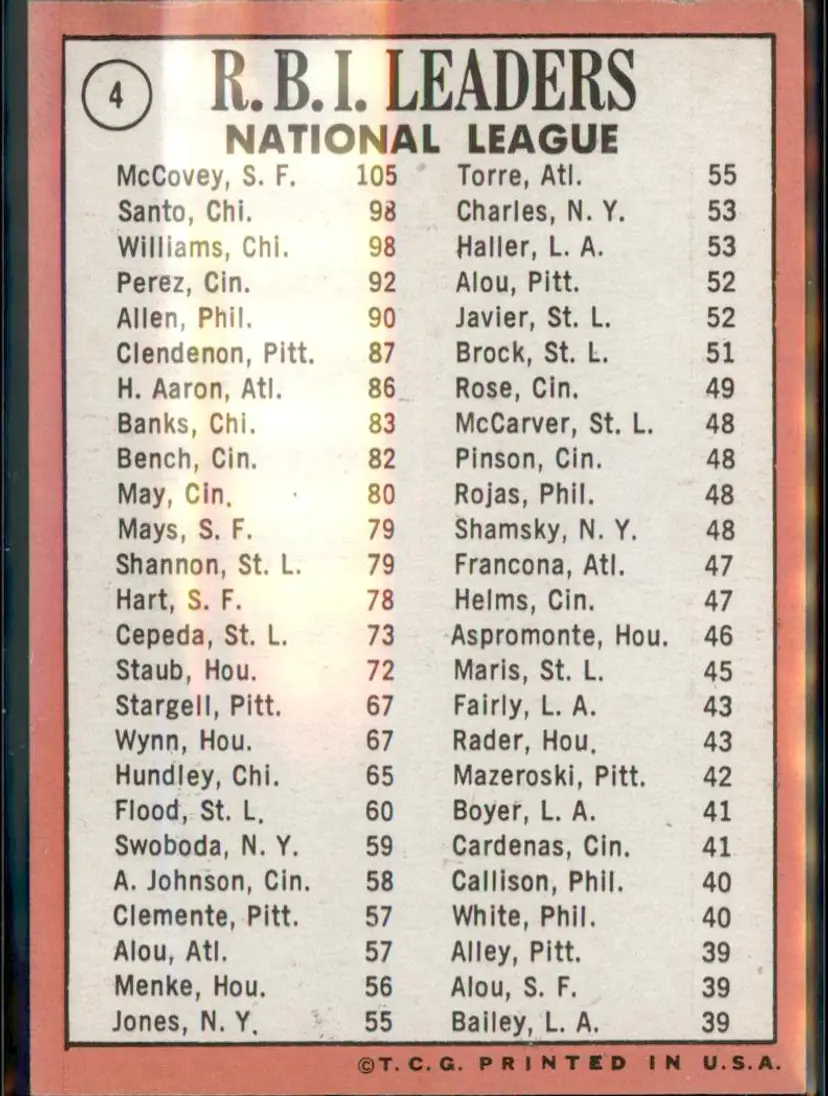 4
R.B.I. LEADERS
NATIONAL LEAGUE
McCovey, S. F. 105
Santo, Chi. 98
Williams, Chi. 98
Perez, Cin. 92
Allen, Phil. 90
Clendenon, Pitt. 87
H. Aaron, Atl. 86
Banks, Chi. 83
Bench, Cin. 82
May, Cin. 80
Mays, S. F. 79
Shannon, St. L. 79
Hart, S. F. 78
Cepeda, St. L. 73
Staub, Hou. 72
Stargell, Pitt. 67
Wynn, Hou. 67
Hundley, Chi. 65
Flood, St. L. 60
Swoboda, N. Y. 59
A. Johnson, Cin. 58
Clemente, Pitt. 57
Alou, Atl. 57
Menke, Hou. 56
Jones, N. Y. 55
Torre, Atl. 55
Charles, N. Y. 53
Haller, L. A. 53
Alou, Pitt. 52
Javier, St. L. 52
Brock, St. L. 51
Rose, Cin. 49
McCarver, St. L. 48
Pinson, Cin. 48
Rojas, Phil. 48
Shamsky, N. Y. 48
Francona, Atl. 47
Helms, Cin. 47
Aspromonte, Hou. 46
Maris, St. L. 45
Fairly, L. A. 43
Rader, Hou. 43
Mazeroski, Pitt. 42
Boyer, L. A. 41
Cardenas, Cin. 41
Callison, Phil. 40
White, Phil. 40
Alley, Pitt. 39
Alou, S. F. 39
Bailey, L. A. 39
©T. C. G. PRINTED IN U.S.A.